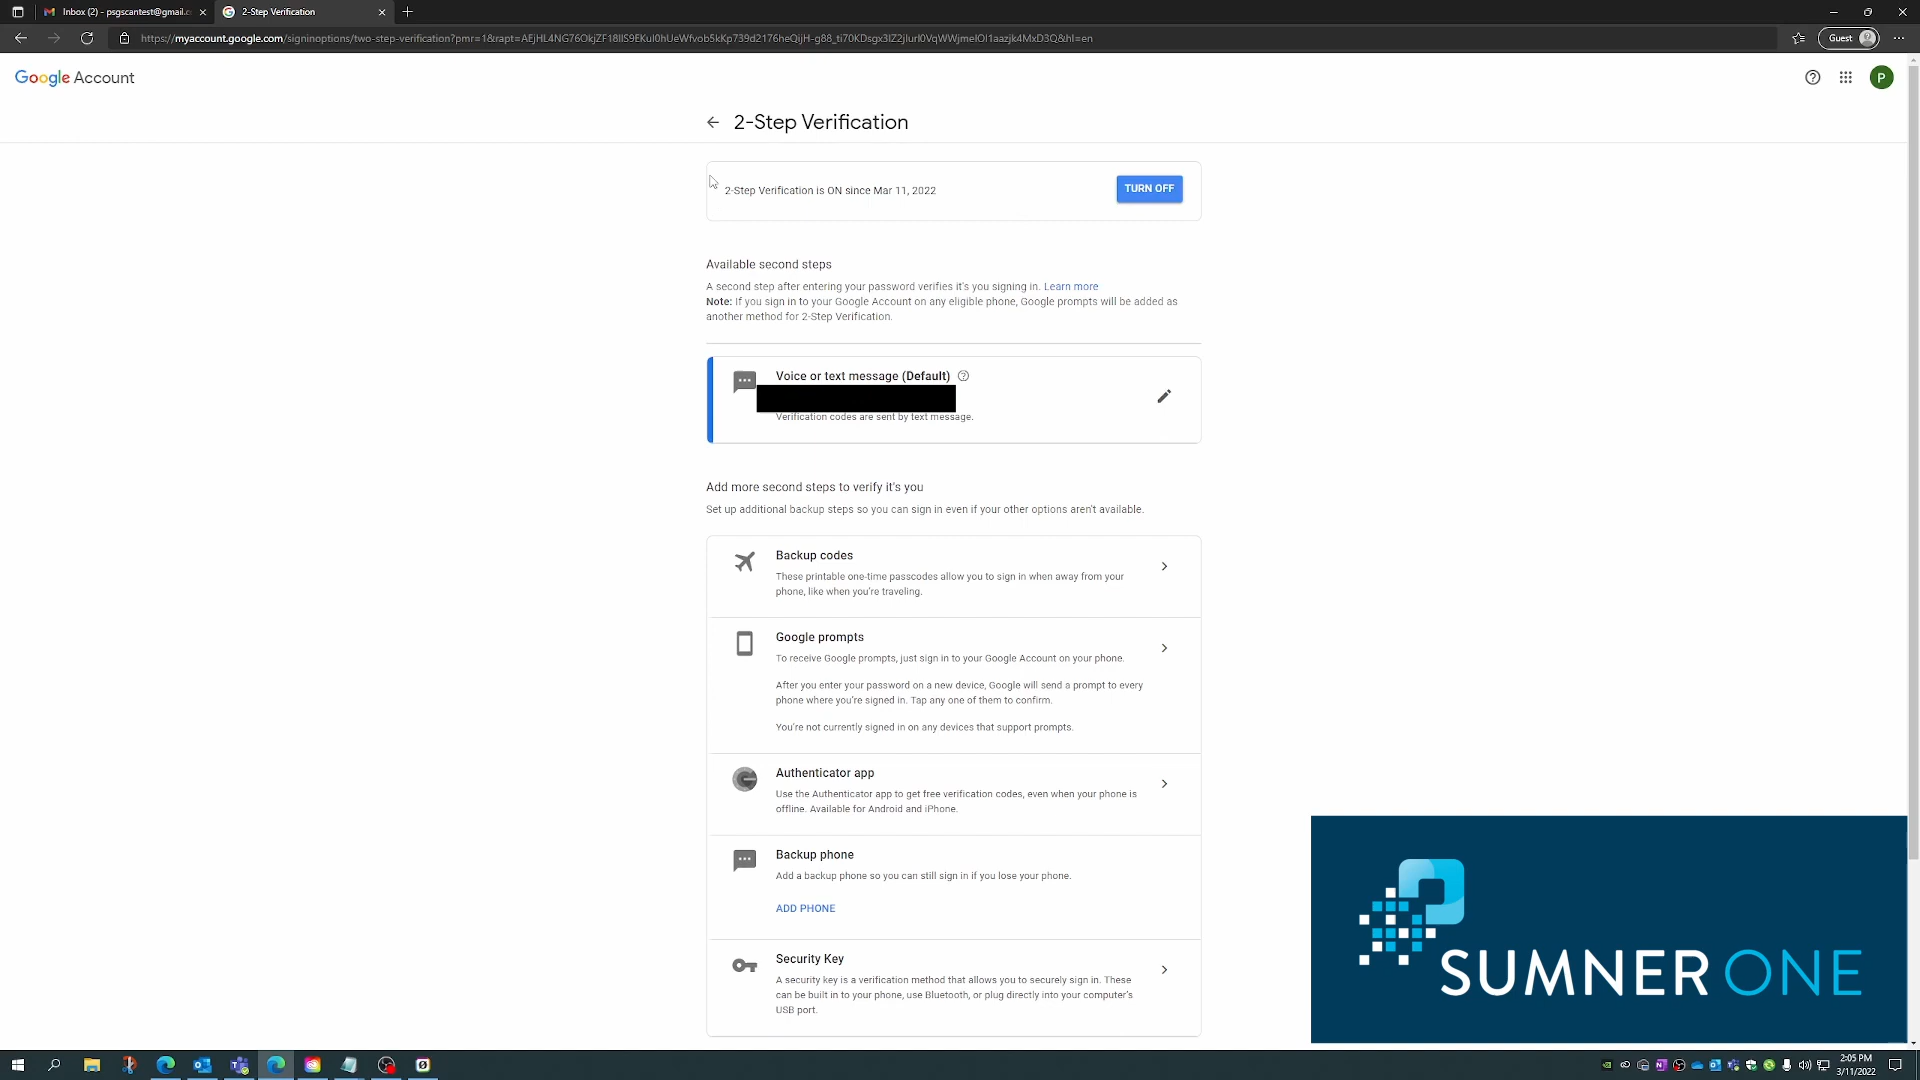 Inbox (2) - psgscantest@gmail.c
2-Step Verification
https://myaccount.google.com/signinoptions/two-step-verification?pmr=1&rapt=AEjHL4NG76OkjZF18IlS9EKuI0hUeWfvob5kKp739d2176heQijH-g88_ti70KDsgx3IZ2jlurI0VqWWjmeIOI1aazjk4MxD3Q&hl=en
Guest
Google Account
P
2-Step Verification
2-Step Verification is ON since Mar 11, 2022
TURN OFF
Available second steps
A second step after entering your password verifies it's you signing in. Learn more
Note: If you sign in to your Google Account on any eligible phone, Google prompts will be added as
another method for 2-Step Verification.
Voice or text message (Default)
Verification codes are sent by text message.
Add more second steps to verify it's you
Set up additional backup steps so you can sign in even if your other options aren't available.
Backup codes
These printable one-time passcodes allow you to sign in when away from your
phone, like when you're traveling.
Google prompts
To receive Google prompts, just sign in to your Google Account on your phone.
After you enter your password on a new device, Google will send a prompt to every
phone where you're signed in. Tap any one of them to confirm.
You're not currently signed in on any devices that support prompts.
Authenticator app
Use the Authenticator app to get free verification codes, even when your phone is
offline. Available for Android and iPhone.
Backup phone
Add a backup phone so you can still sign in if you lose your phone.
ADD PHONE
Security Key
A security key is a verification method that allows you to securely sign in. These
can be built in to your phone, use Bluetooth, or plug directly into your computer's
USB port.
SUMNERONE
2:05 PM
3/11/2022